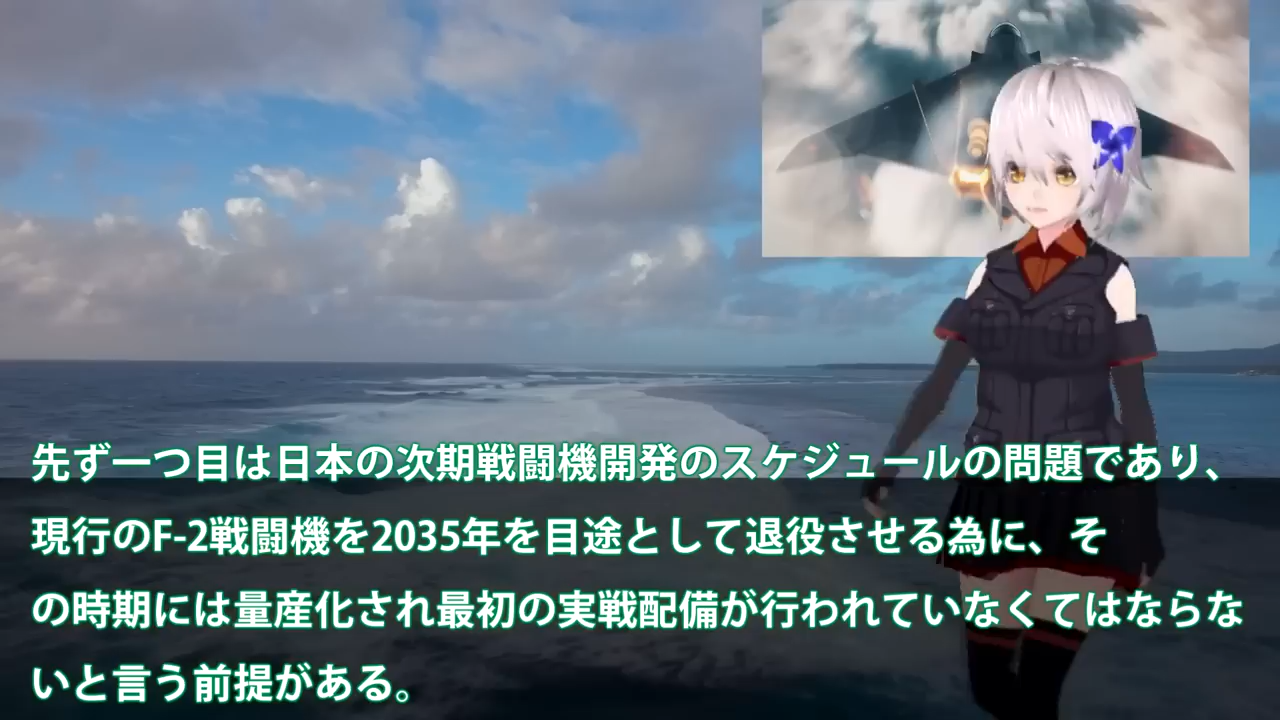 先ず一つ目は日本の次期戦闘機開発のスケジュールの問題であり、
現行のF-2戦闘機を2035年を目途として退役させる為に、そ
の時期には量産化され最初の実戦配備が行われていなくてはならな
いと言う前提がある。